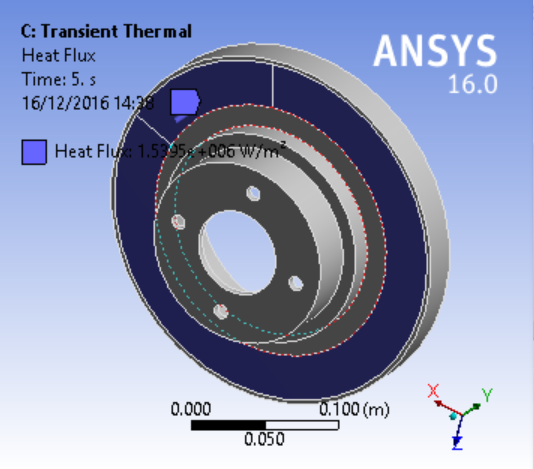 C: Transient Thermal
Heat Flux
Time: 5. s
16/12/2016 14:38
Heat Flux: 1.5395e+006 W/m²
ANSYS
16.0
0.000
0.100 (m)
0.050
X
Y
Z